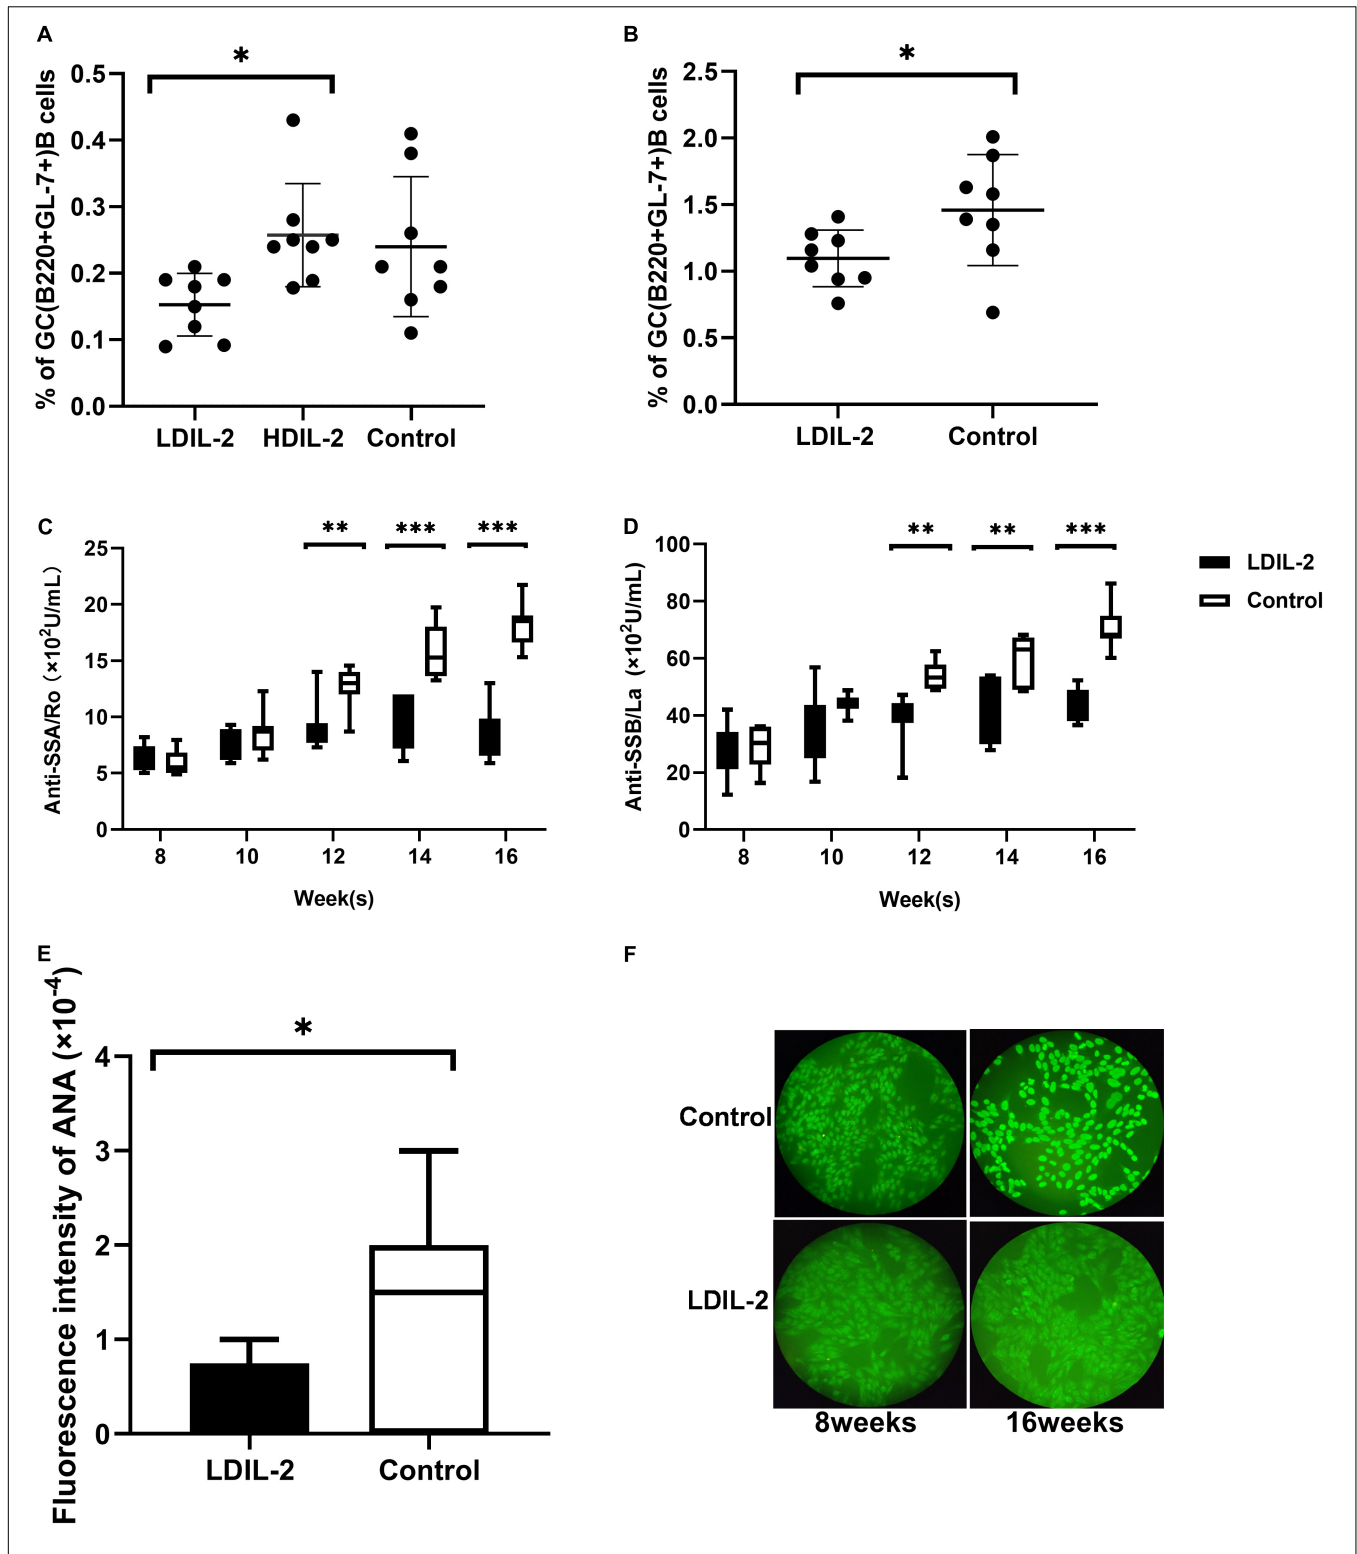 A
*
% of GC(B220+GL-7+)B cells
0.5
0.4
0.3
0.2
0.1
0.0
LDIL-2 HDIL-2 Control
B
*
% of GC(B220+GL-7+)B cells
2.5
2.0
1.5
1.0
0.5
0.0
LDIL-2 Control
C
** *** ***
Anti-SSA/Ro（×10²U/mL）
25
20
15
10
5
0
8 10 12 14 16
Week(s)
D
** ** ***
Anti-SSB/La (×10²U/mL)
100
80
60
40
20
0
8 10 12 14 16
Week(s)
LDIL-2
Control
E
*
Fluorescence intensity of ANA (×10⁻⁴)
4
3
2
1
0
LDIL-2 Control
F
Control
LDIL-2
8weeks 16weeks